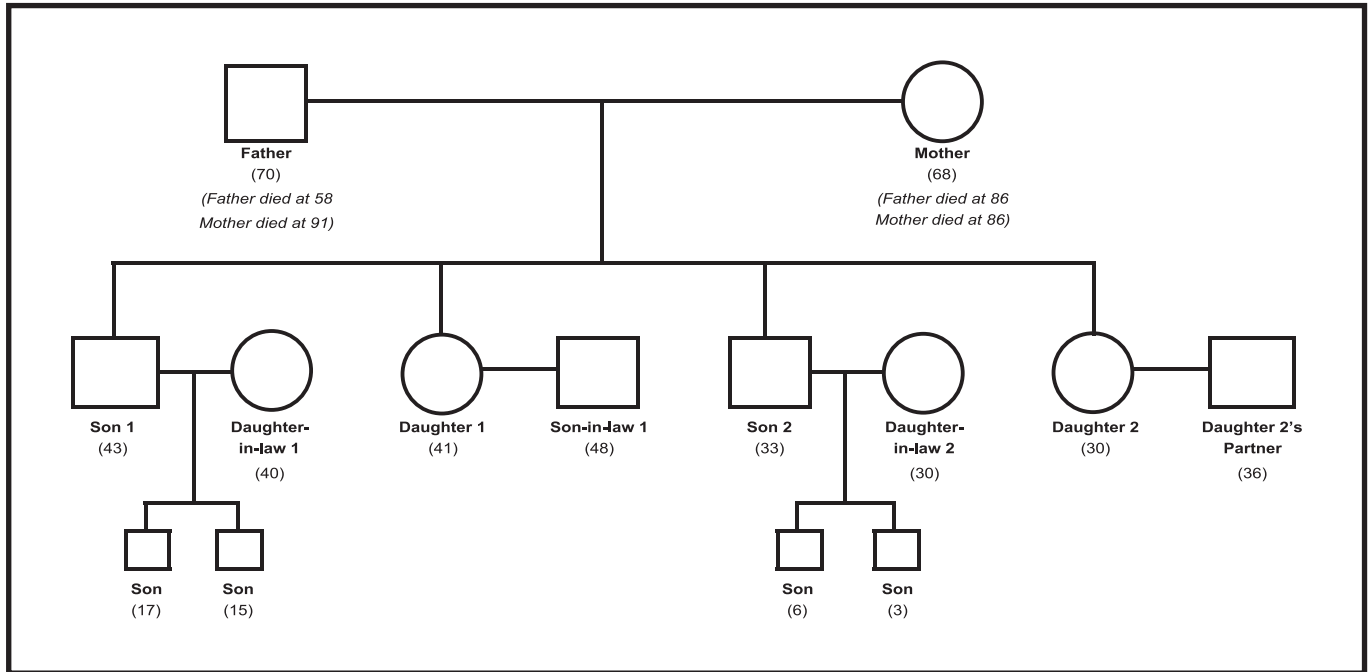 Father
(70)
(Father died at 58
Mother died at 91)
Mother
(68)
(Father died at 86
Mother died at 86)
Son 1
(43)
Daughter-
in-law 1
(40)
Daughter 1
(41)
Son-in-law 1
(48)
Son 2
(33)
Daughter-
in-law 2
(30)
Daughter 2
(30)
Daughter 2’s
Partner
(36)
Son
(17)
Son
(15)
Son
(6)
Son
(3)